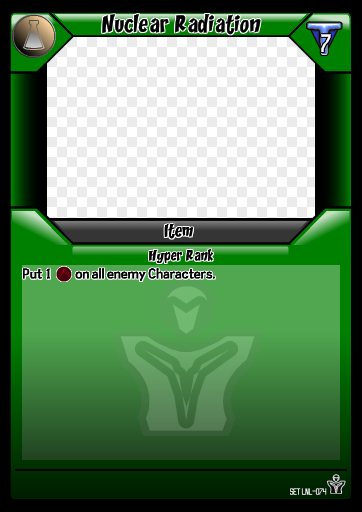 Nuclear Radiation
7
Item
Hyper Rank
Put 1 on all enemy Characters.
SET LNL-074